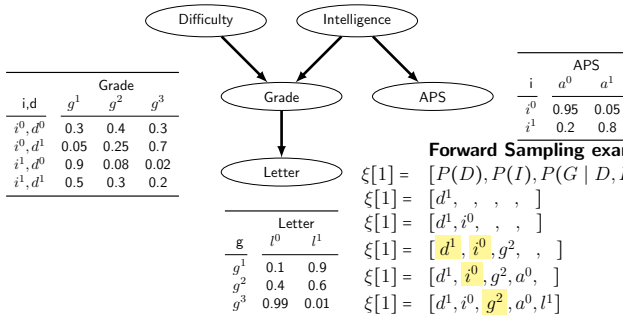 Difficulty
Intelligence
Grade
APS
Letter
Grade
i,d g¹ g² g³
i⁰, d⁰ 0.3 0.4 0.3
i⁰, d¹ 0.05 0.25 0.7
i¹, d⁰ 0.9 0.08 0.02
i¹, d¹ 0.5 0.3 0.2
APS
i a⁰ a¹
i⁰ 0.95 0.05
i¹ 0.2 0.8
Letter
g l⁰ l¹
g¹ 0.1 0.9
g² 0.4 0.6
g³ 0.99 0.01
Forward Sampling exa
ξ[1] = [P(D), P(I), P(G | D,
ξ[1] = [d¹, , , , ]
ξ[1] = [d¹, i⁰, , , ]
ξ[1] = [ d¹, i⁰, g², , ]
ξ[1] = [d¹, i⁰, g², a⁰, ]
ξ[1] = [d¹, i⁰, g², a⁰, l¹]